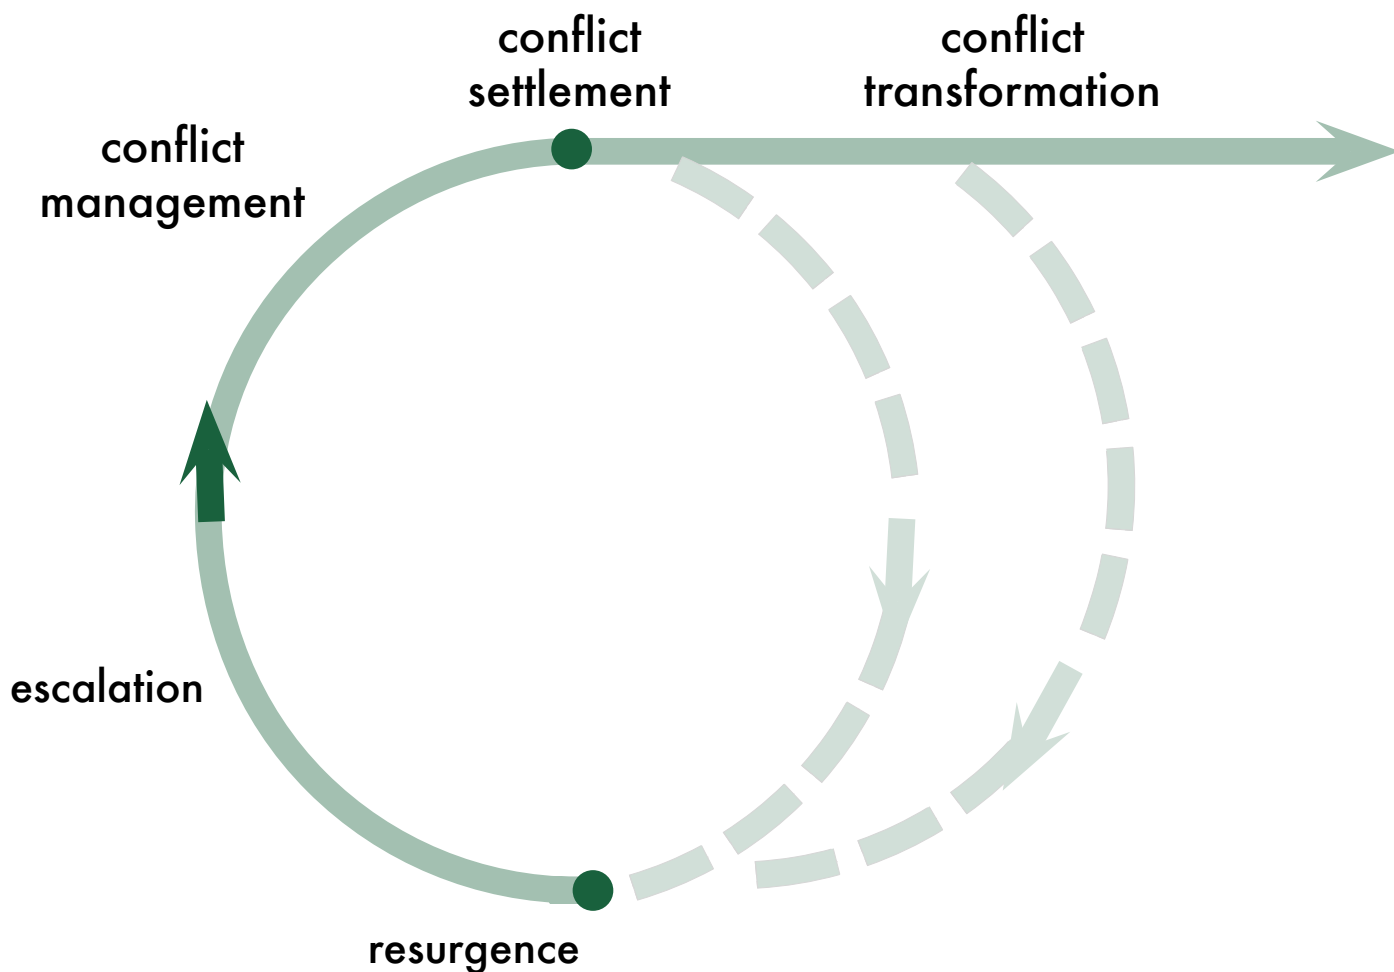 conflict
settlement
conflict
transformation
conflict
management
escalation
resurgence